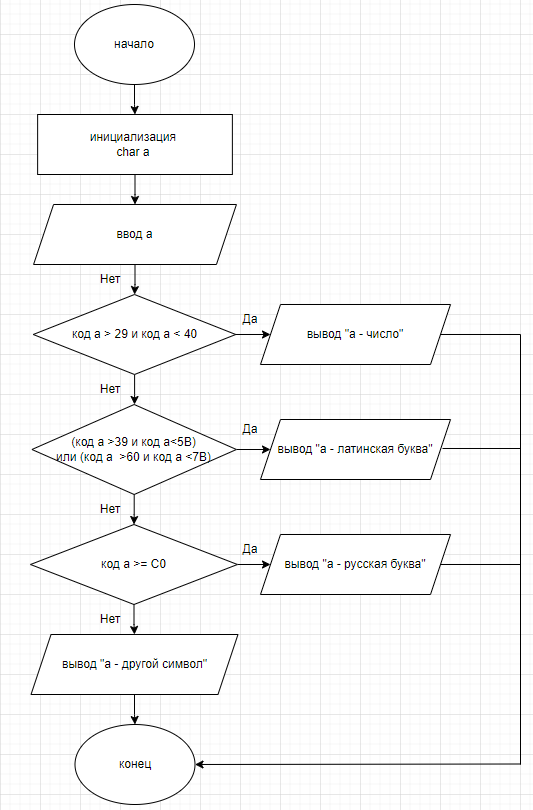 начало
инициализация
char a
ввод a
Нет
код a > 29 и код a < 40
Да
вывод "a - число"
Нет
(код a >39 и код a<5B)
или (код a >60 и код a <7B)
Да
вывод "a - латинская буква"
Нет
код a >= C0
Да
вывод "a - русская буква"
Нет
вывод "a - другой символ"
конец